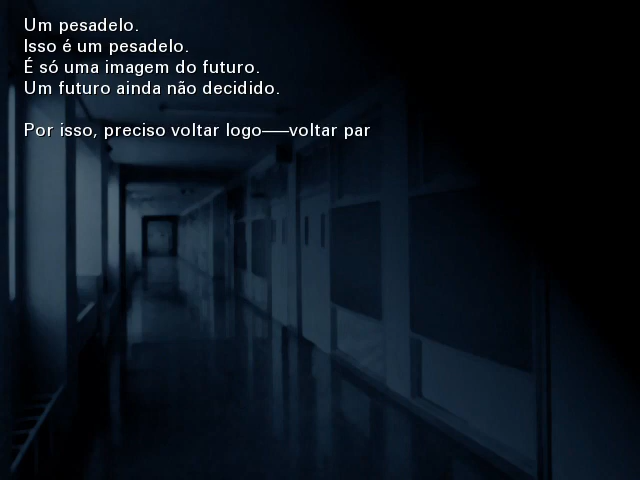 Um pesadelo.
Isso é um pesadelo.
É só uma imagem do futuro.
Um futuro ainda não decidido.
Por isso, preciso voltar logo──voltar par